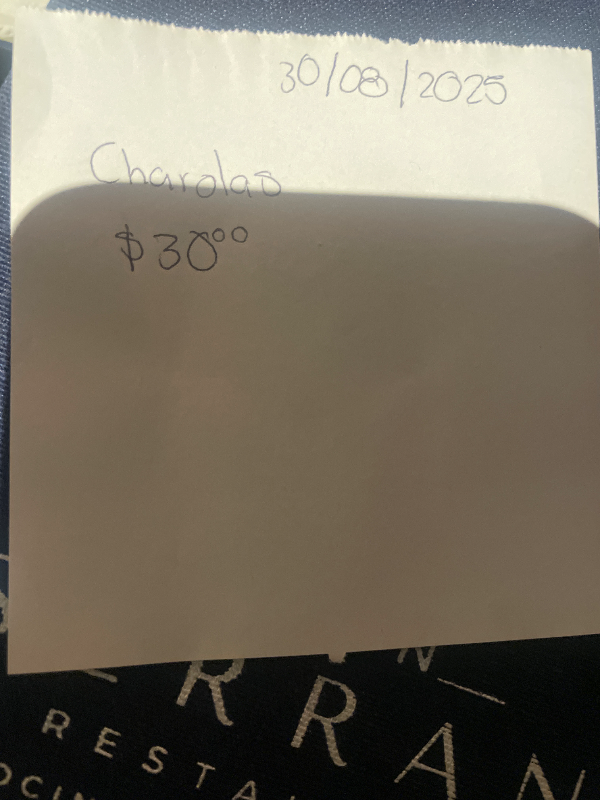 30/08/2025
Charolas
$30⁰⁰
RRAN
RESTA